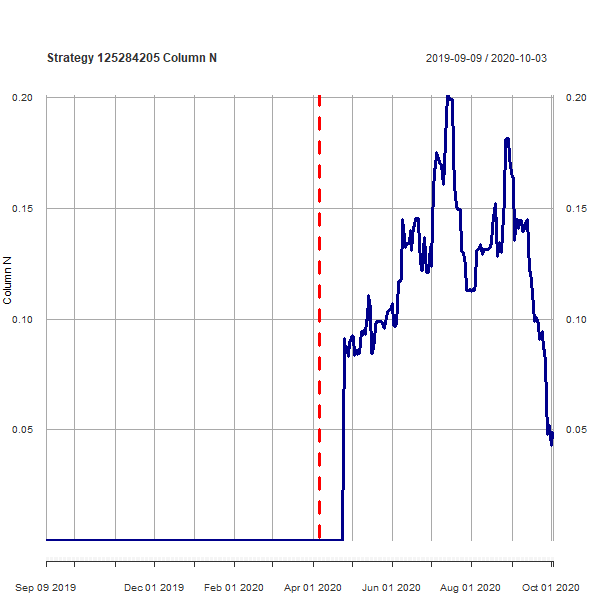 Strategy 125284205 Column N
2019-09-09 / 2020-10-03
0.20
0.20
0.15
0.15
Column N
0.10
0.10
0.05
0.05
Sep 09 2019
Dec 01 2019
Feb 01 2020
Apr 01 2020
Jun 01 2020
Aug 01 2020
Oct 01 2020